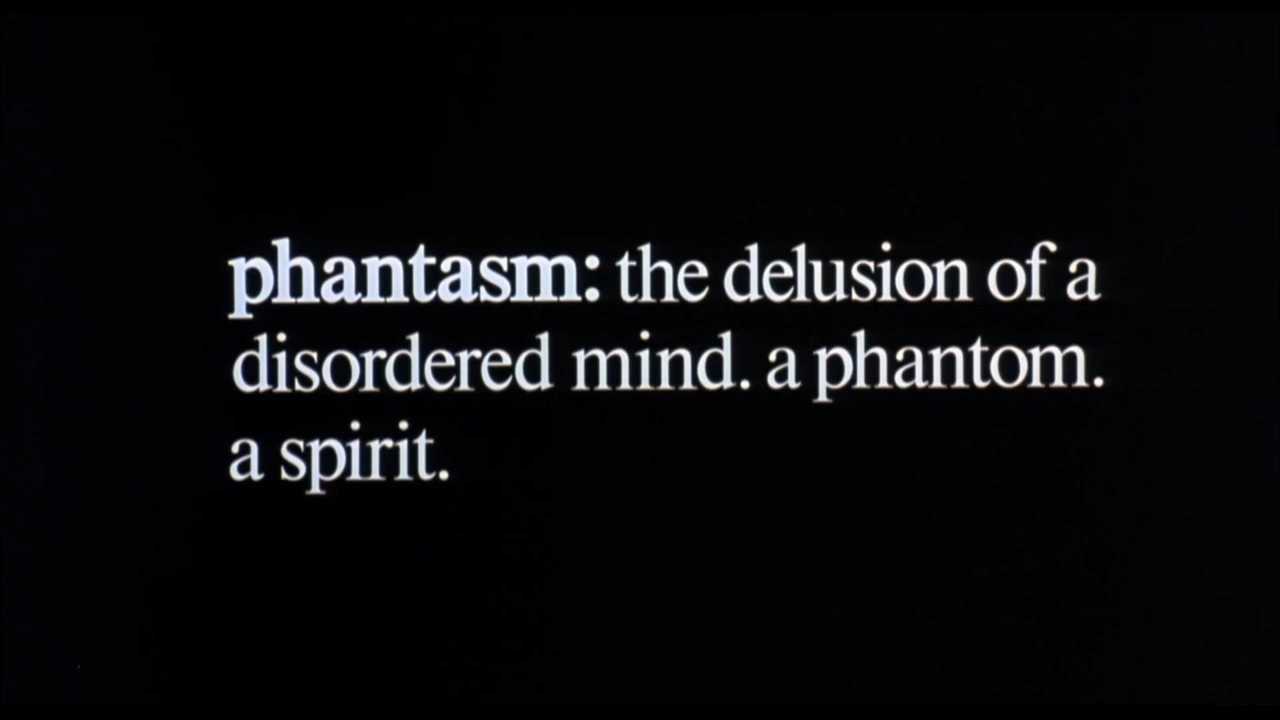 phantasm: the delusion of a
disordered mind. a phantom.
a spirit.